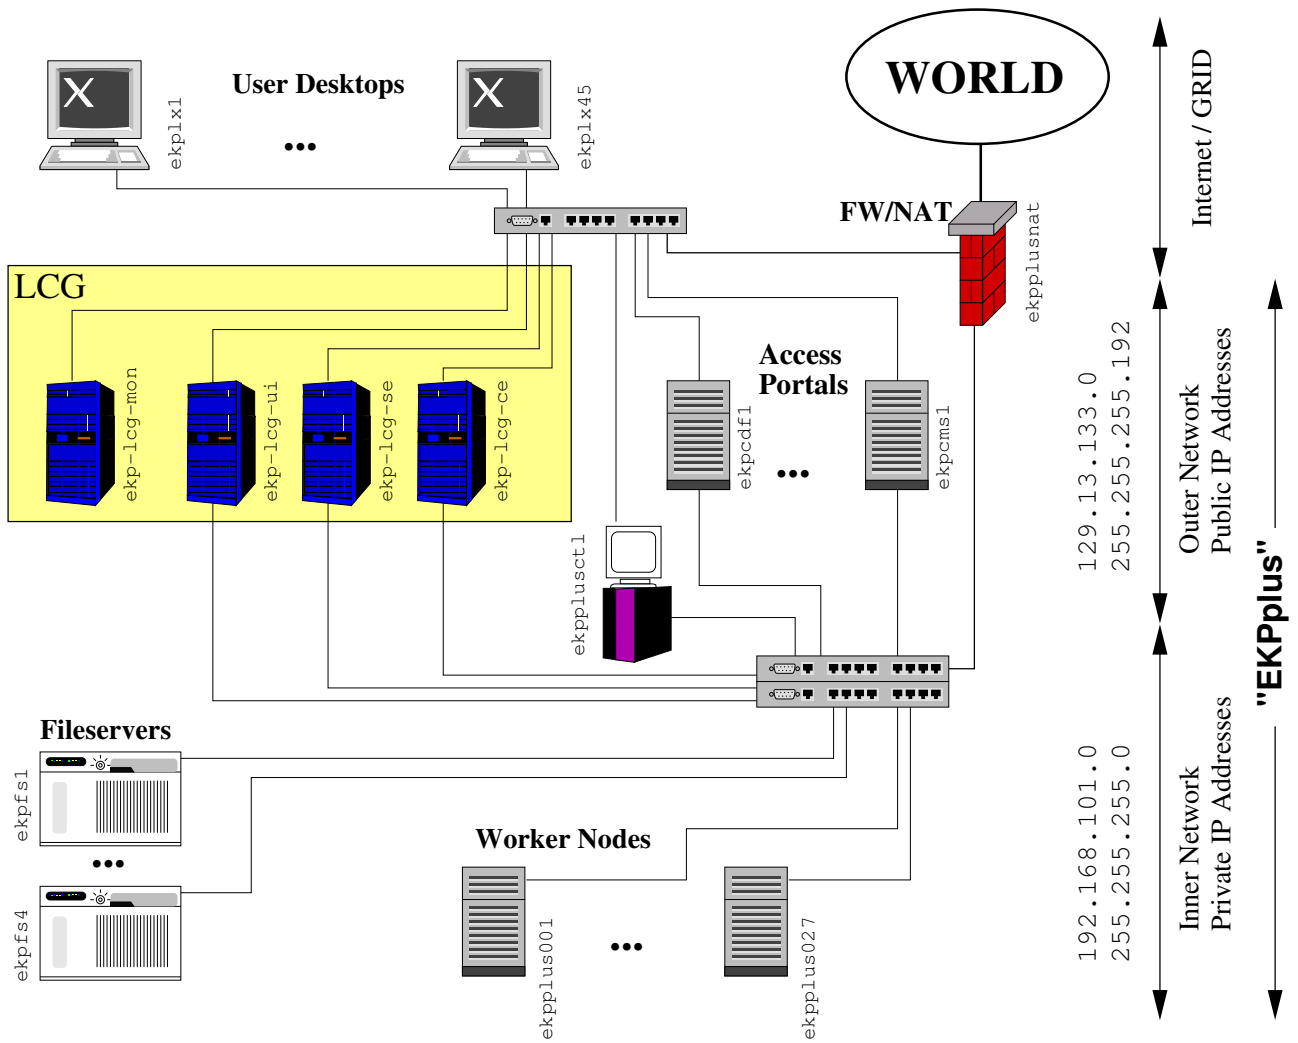 User Desktops
X
ekplx1
...
X
ekplx45
WORLD
FW/NAT
ekpplusnat
Internet / GRID
LCG
ekp-lcg-mon
ekp-lcg-ui
ekp-lcg-se
ekp-lcg-ce
Access
Portals
ekpcdf1
...
ekpcms1
ekpplusctl
129.13.133.0
255.255.255.192
Outer Network
Public IP Addresses
"EKPplus"
Fileservers
ekpfs1
...
ekpfs4
Worker Nodes
ekpplus001
...
ekpplus027
192.168.101.0
255.255.255.0
Inner Network
Private IP Addresses